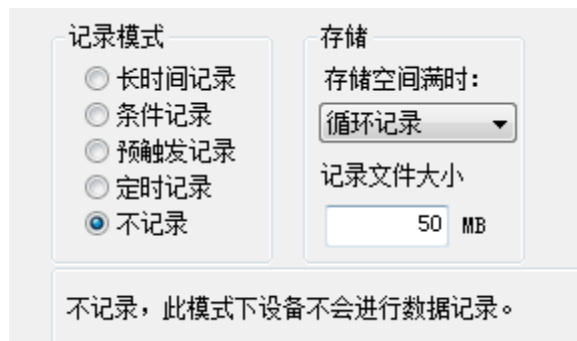 记录模式
长时间记录
条件记录
预触发记录
定时记录
不记录
存储
存储空间满时：
循环记录
记录文件大小
50 MB
不记录，此模式下设备不会进行数据记录。